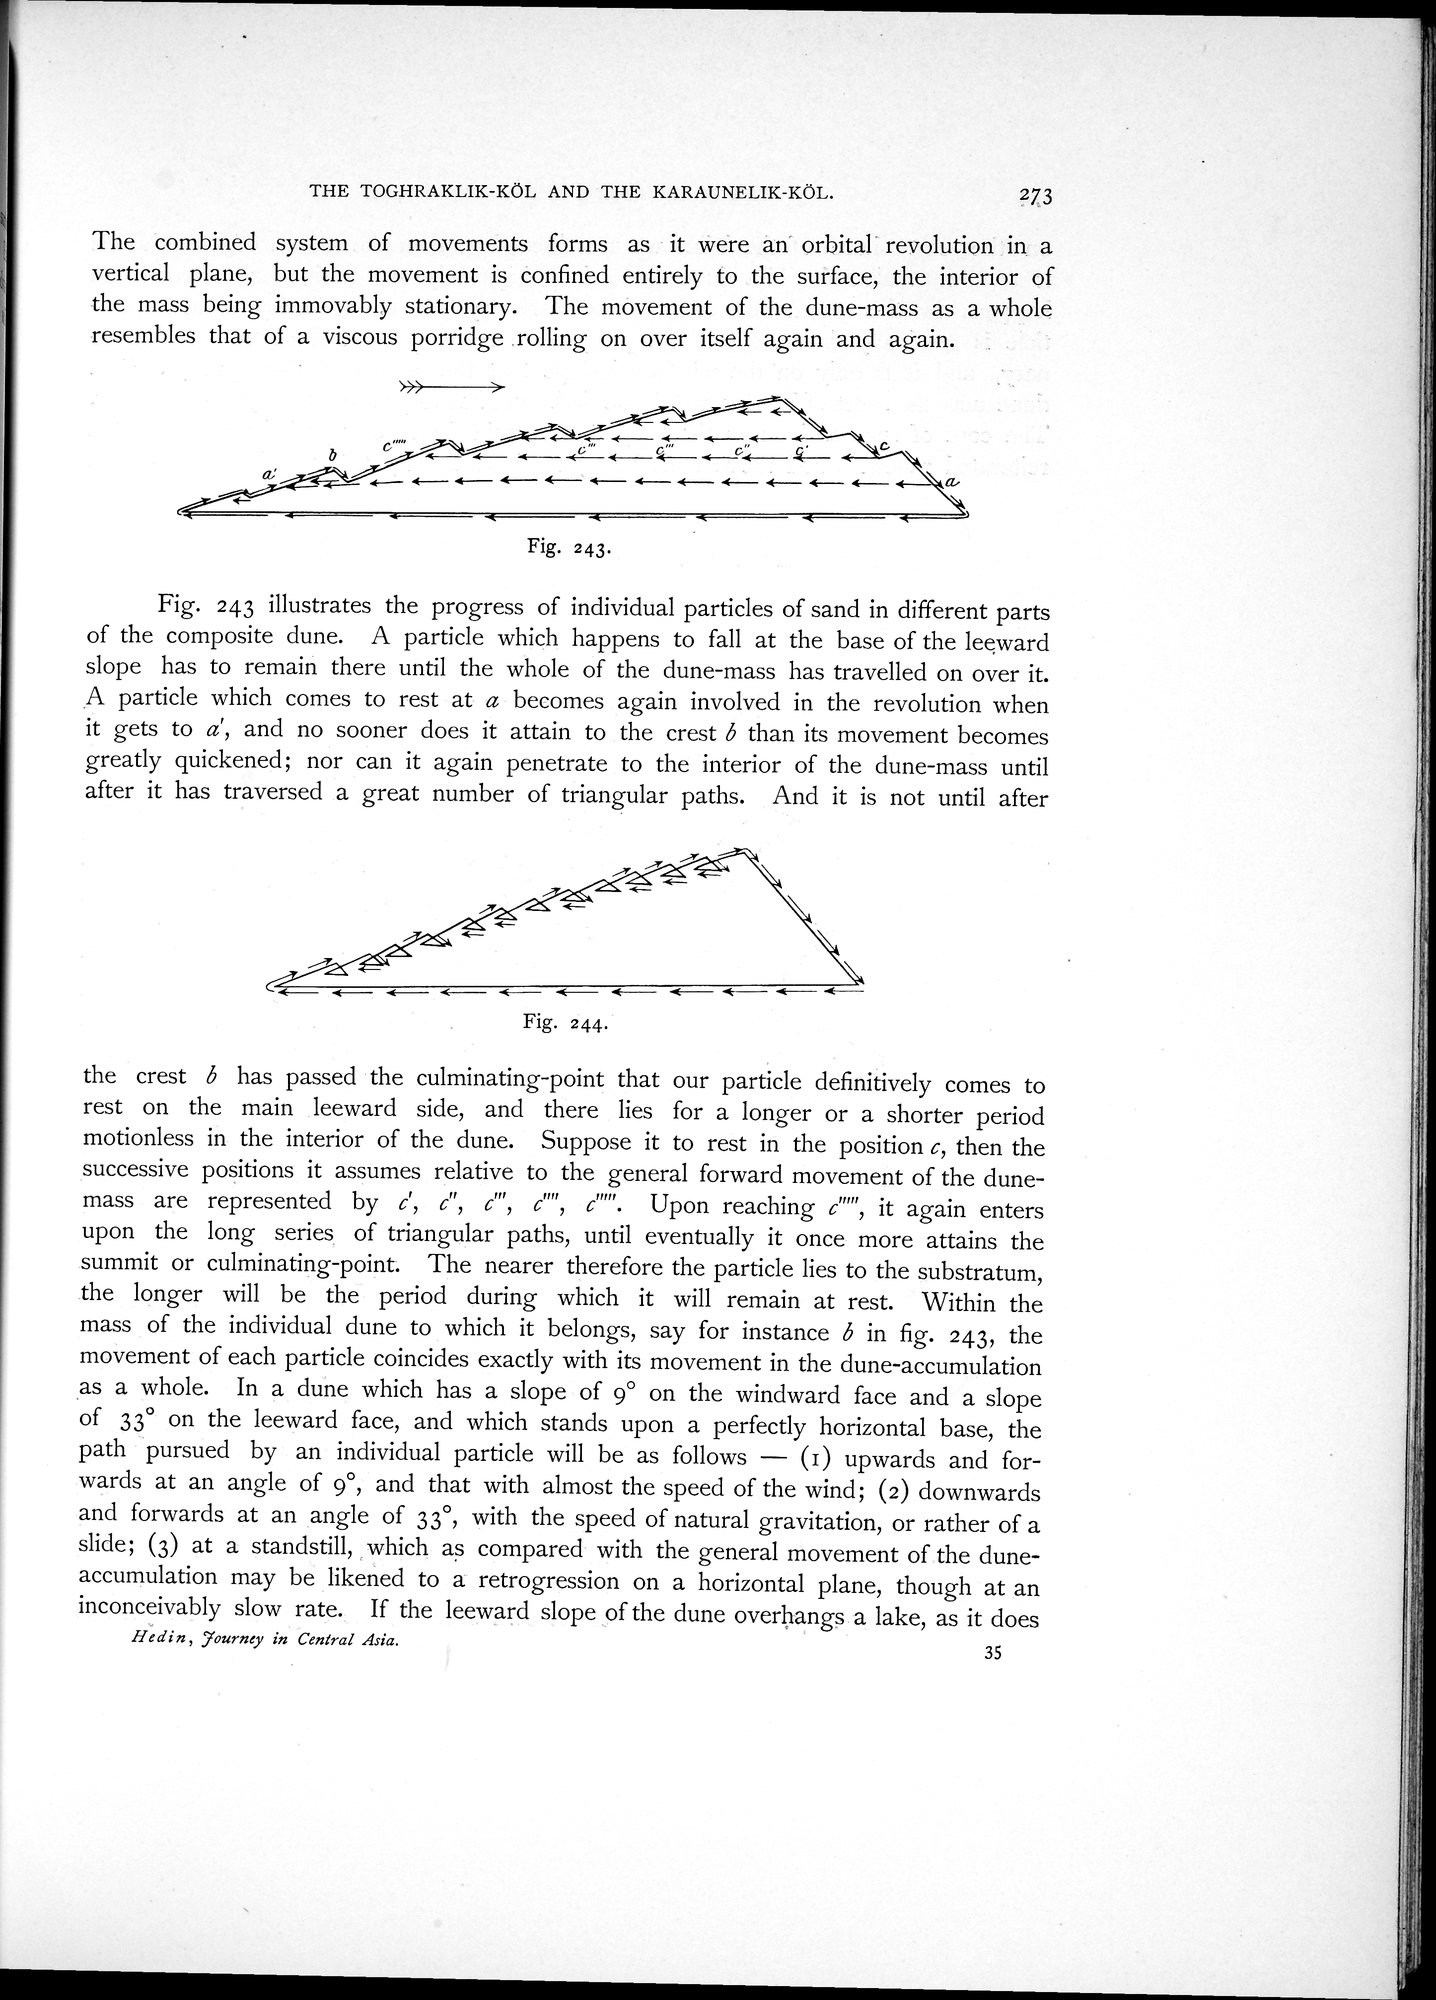 THE TOGHRAKLIK-KÖL AND THE KARAUNELIK-KÖL. 273
The combined system of movements forms as it were an orbital revolution in a
vertical plane, but the movement is confined entirely to the surface, the interior of
the mass being immovably stationary. The movement of the dune-mass as a whole
resembles that of a viscous porridge rolling on over itself again and again.
a' b c''''' c'''' c''' c'' c' c a
Fig. 243.
Fig. 243 illustrates the progress of individual particles of sand in different parts
of the composite dune. A particle which happens to fall at the base of the leeward
slope has to remain there until the whole of the dune-mass has travelled on over it.
A particle which comes to rest at a becomes again involved in the revolution when
it gets to a', and no sooner does it attain to the crest b than its movement becomes
greatly quickened; nor can it again penetrate to the interior of the dune-mass until
after it has traversed a great number of triangular paths. And it is not until after
Fig. 244.
the crest b has passed the culminating-point that our particle definitively comes to
rest on the main leeward side, and there lies for a longer or a shorter period
motionless in the interior of the dune. Suppose it to rest in the position c, then the
successive positions it assumes relative to the general forward movement of the dune-
mass are represented by c', c'', c''', c'''', c'''''. Upon reaching c''''', it again enters
upon the long series of triangular paths, until eventually it once more attains the
summit or culminating-point. The nearer therefore the particle lies to the substratum,
the longer will be the period during which it will remain at rest. Within the
mass of the individual dune to which it belongs, say for instance b in fig. 243, the
movement of each particle coincides exactly with its movement in the dune-accumulation
as a whole. In a dune which has a slope of 9° on the windward face and a slope
of 33° on the leeward face, and which stands upon a perfectly horizontal base, the
path pursued by an individual particle will be as follows — (1) upwards and for-
wards at an angle of 9°, and that with almost the speed of the wind; (2) downwards
and forwards at an angle of 33°, with the speed of natural gravitation, or rather of a
slide; (3) at a standstill, which as compared with the general movement of the dune-
accumulation may be likened to a retrogression on a horizontal plane, though at an
inconceivably slow rate. If the leeward slope of the dune overhangs a lake, as it does
Hedin, Journey in Central Asia. 35